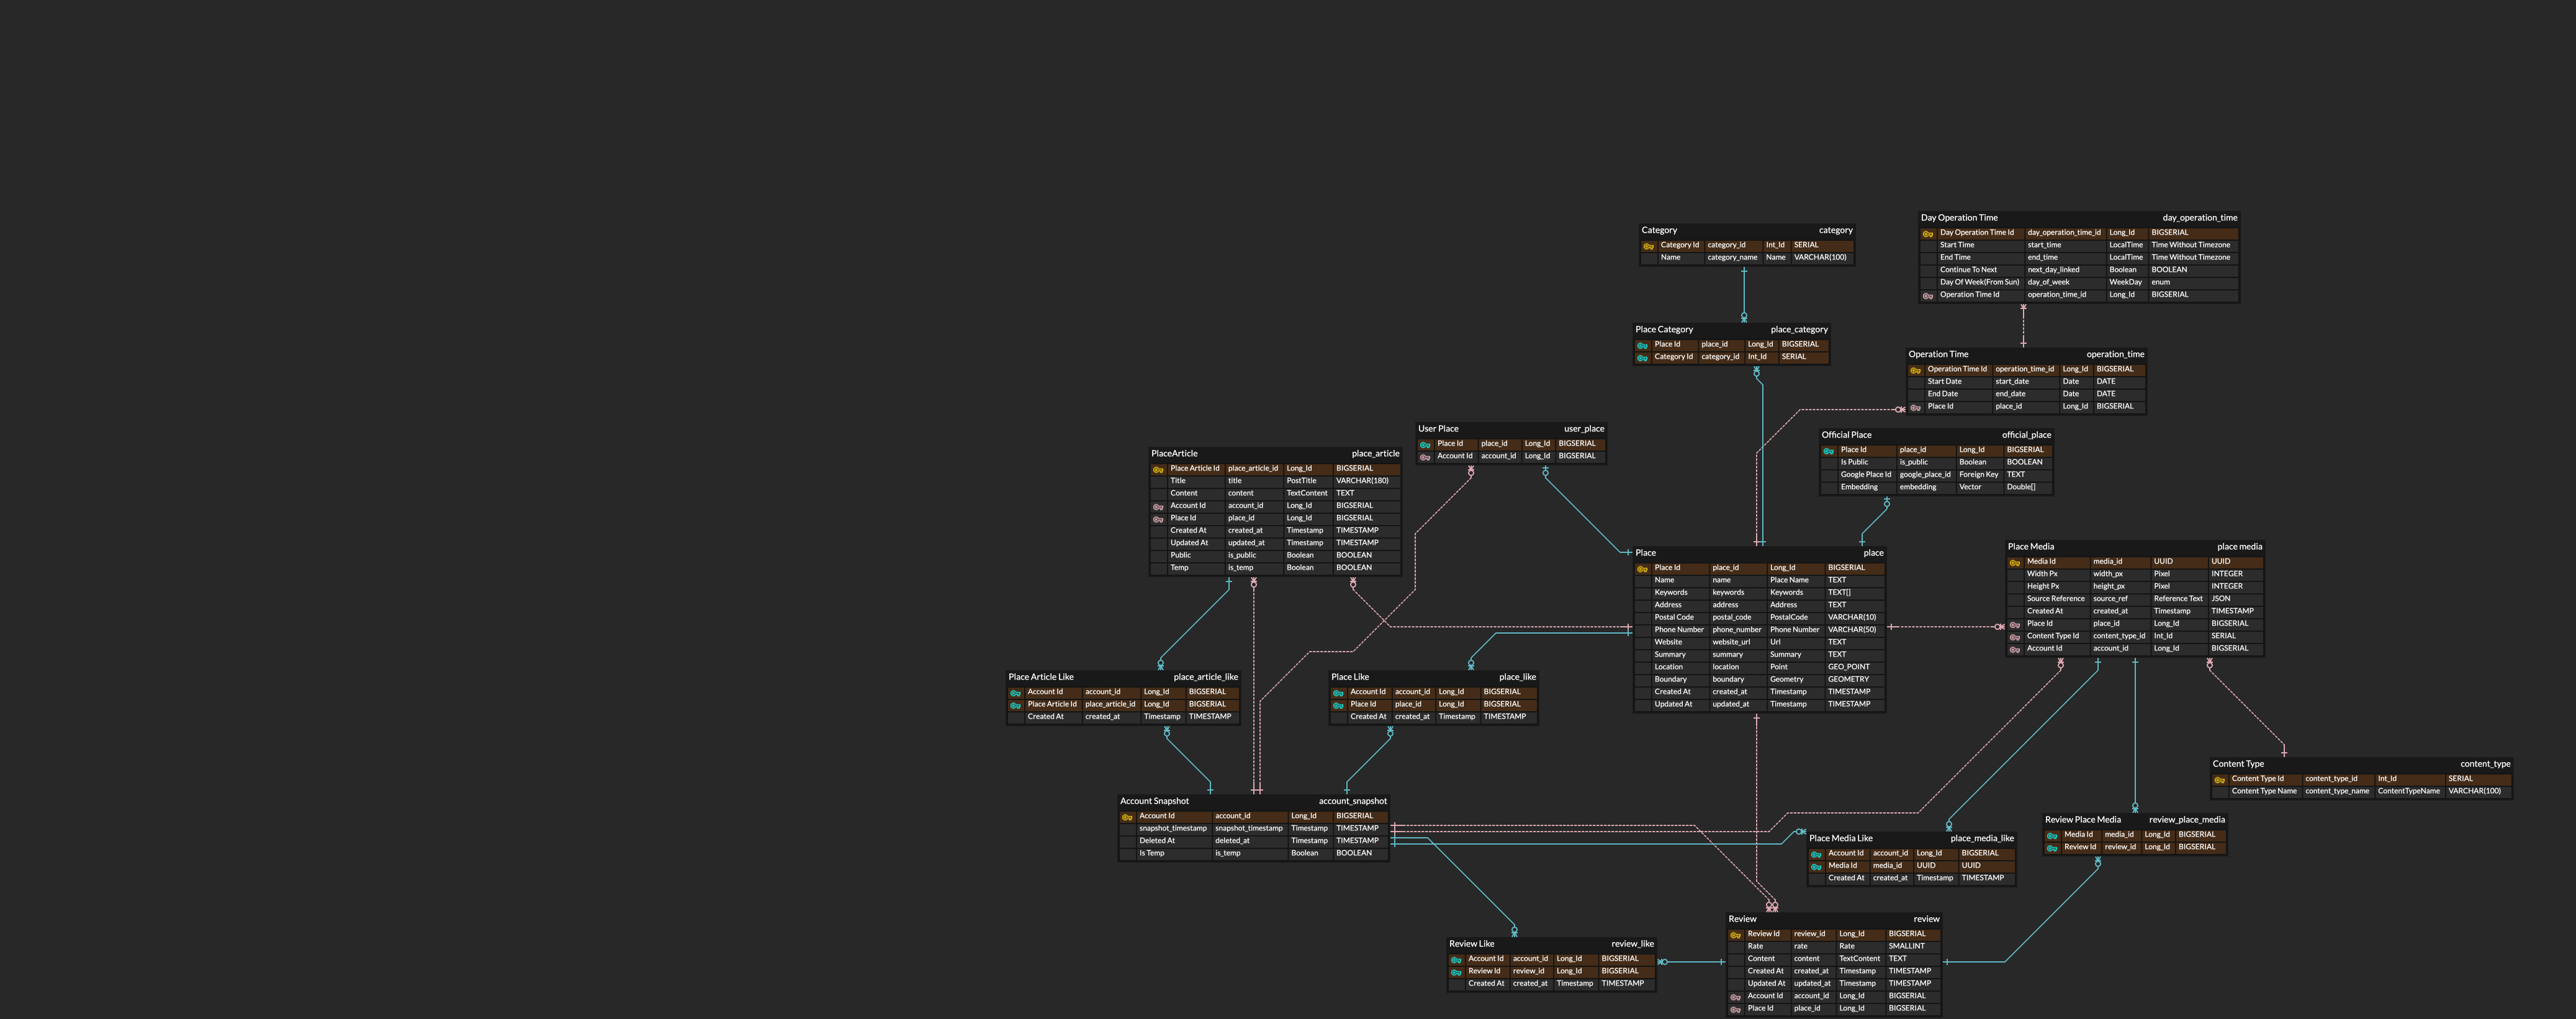 Day Operation Time day_operation_time
Day Operation Time Id day_operation_time_id Long_Id BIGSERIAL
Start Time start_time LocalTime Time Without Timezone
End Time end_time LocalTime Time Without Timezone
Continue To Next next_day_linked Boolean BOOLEAN
Day Of Week(From Sun) day_of_week WeekDay enum
Operation Time Id operation_time_id Long_Id BIGSERIAL
Category category
Category Id category_id Int_Id SERIAL
Name category_name Name VARCHAR(100)
Place Category place_category
Place Id place_id Long_Id BIGSERIAL
Category Id category_id Int_Id SERIAL
Operation Time operation_time
Operation Time Id operation_time_id Long_Id BIGSERIAL
Start Date start_date Date DATE
End Date end_date Date DATE
Place Id place_id Long_Id BIGSERIAL
User Place user_place
Place Id place_id Long_Id BIGSERIAL
Account Id account_id Long_Id BIGSERIAL
Official Place official_place
Place Id place_id Long_Id BIGSERIAL
Is Public is_public Boolean BOOLEAN
Google Place Id google_place_id Foreign Key TEXT
Embedding embedding Vector Double[]
PlaceArticle place_article
Place Article Id place_article_id Long_Id BIGSERIAL
Title title PostTitle VARCHAR(180)
Content content TextContent TEXT
Account Id account_id Long_Id BIGSERIAL
Place Id place_id Long_Id BIGSERIAL
Created At created_at Timestamp TIMESTAMP
Updated At updated_at Timestamp TIMESTAMP
Public is_public Boolean BOOLEAN
Temp is_temp Boolean BOOLEAN
Place place
Place Id place_id Long_Id BIGSERIAL
Name name Place Name TEXT
Keywords keywords Keywords TEXT[]
Address address Address TEXT
Postal Code postal_code PostalCode VARCHAR(10)
Phone Number phone_number Phone Number VARCHAR(50)
Website website_url Url TEXT
Summary summary Summary TEXT
Location location Point GEO_POINT
Boundary boundary Geometry GEOMETRY
Created At created_at Timestamp TIMESTAMP
Updated At updated_at Timestamp TIMESTAMP
Place Media place media
Media Id media_id UUID UUID
Width Px width_px Pixel INTEGER
Height Px height_px Pixel INTEGER
Source Reference source_ref Reference Text JSON
Created At created_at Timestamp TIMESTAMP
Place Id place_id Long_Id BIGSERIAL
Content Type Id content_type_id Int_Id SERIAL
Account Id account_id Long_Id BIGSERIAL
Place Article Like place_article_like
Account Id account_id Long_Id BIGSERIAL
Place Article Id place_article_id Long_Id BIGSERIAL
Created At created_at Timestamp TIMESTAMP
Place Like place_like
Account Id account_id Long_Id BIGSERIAL
Place Id place_id Long_Id BIGSERIAL
Created At created_at Timestamp TIMESTAMP
Content Type content_type
Content Type Id content_type_id Int_Id SERIAL
Content Type Name content_type_name ContentTypeName VARCHAR(100)
Account Snapshot account_snapshot
Account Id account_id Long_Id BIGSERIAL
snapshot_timestamp snapshot_timestamp Timestamp TIMESTAMP
Deleted At deleted_at Timestamp TIMESTAMP
Is Temp is_temp Boolean BOOLEAN
Review Place Media review_place_media
Media Id media_id Long_Id BIGSERIAL
Review Id review_id Long_Id BIGSERIAL
Place Media Like place_media_like
Account Id account_id Long_Id BIGSERIAL
Media Id media_id UUID UUID
Created At created_at Timestamp TIMESTAMP
Review review
Review Id review_id Long_Id BIGSERIAL
Rate rate Rate SMALLINT
Content content TextContent TEXT
Created At created_at Timestamp TIMESTAMP
Updated At updated_at Timestamp TIMESTAMP
Account Id account_id Long_Id BIGSERIAL
Place Id place_id Long_Id BIGSERIAL
Review Like review_like
Account Id account_id Long_Id BIGSERIAL
Review Id review_id Long_Id BIGSERIAL
Created At created_at Timestamp TIMESTAMP